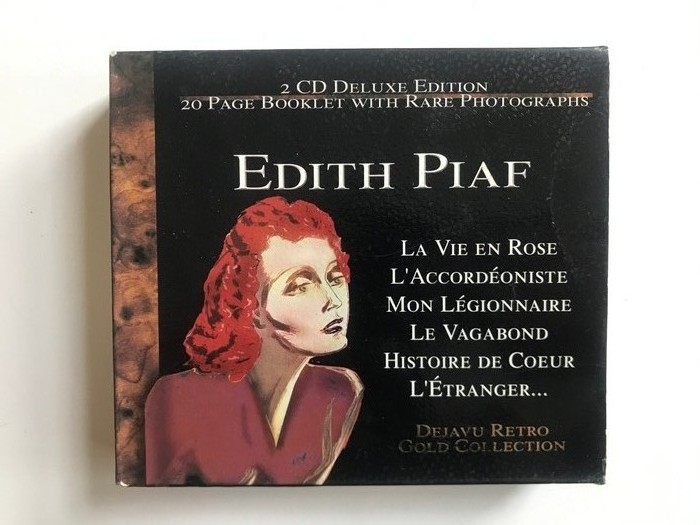 2 CD Deluxe Edition
20 Page Booklet with Rare Photographs
Edith Piaf
La Vie en Rose
L'Accordéoniste
Mon Légionnaire
Le Vagabond
Histoire de Coeur
L'Étranger...
Dejavu Retro
Gold Collection